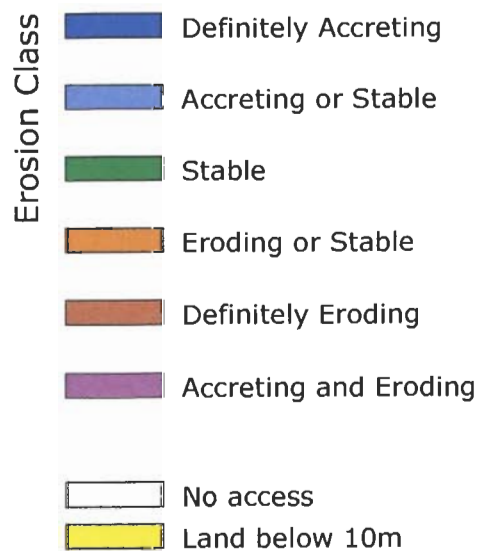 Erosion Class
Definitely Accreting
Accreting or Stable
Stable
Eroding or Stable
Definitely Eroding
Accreting and Eroding
No access
Land below 10m